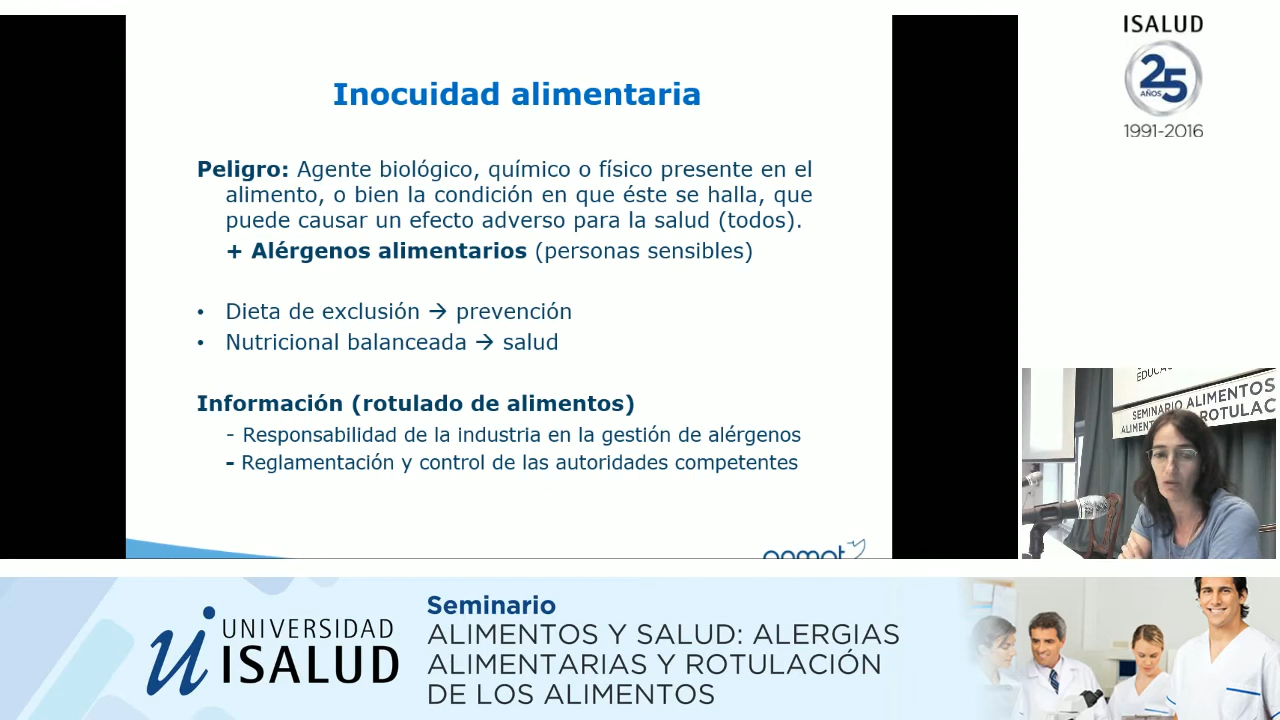 Inocuidad alimentaria
Peligro: Agente biológico, químico o físico presente en el
alimento, o bien la condición en que éste se halla, que
puede causar un efecto adverso para la salud (todos).
+ Alérgenos alimentarios (personas sensibles)
• Dieta de exclusión → prevención
• Nutricional balanceada → salud
Información (rotulado de alimentos)
- Responsabilidad de la industria en la gestión de alérgenos
- Reglamentación y control de las autoridades competentes
anmat
ISALUD
25
AÑOS
1991-2016
SEMINARIO ALIMENTOS
ROTULAC
UNIVERSIDAD
ISALUD
Seminario
ALIMENTOS Y SALUD: ALERGIAS
ALIMENTARIAS Y ROTULACIÓN
DE LOS ALIMENTOS